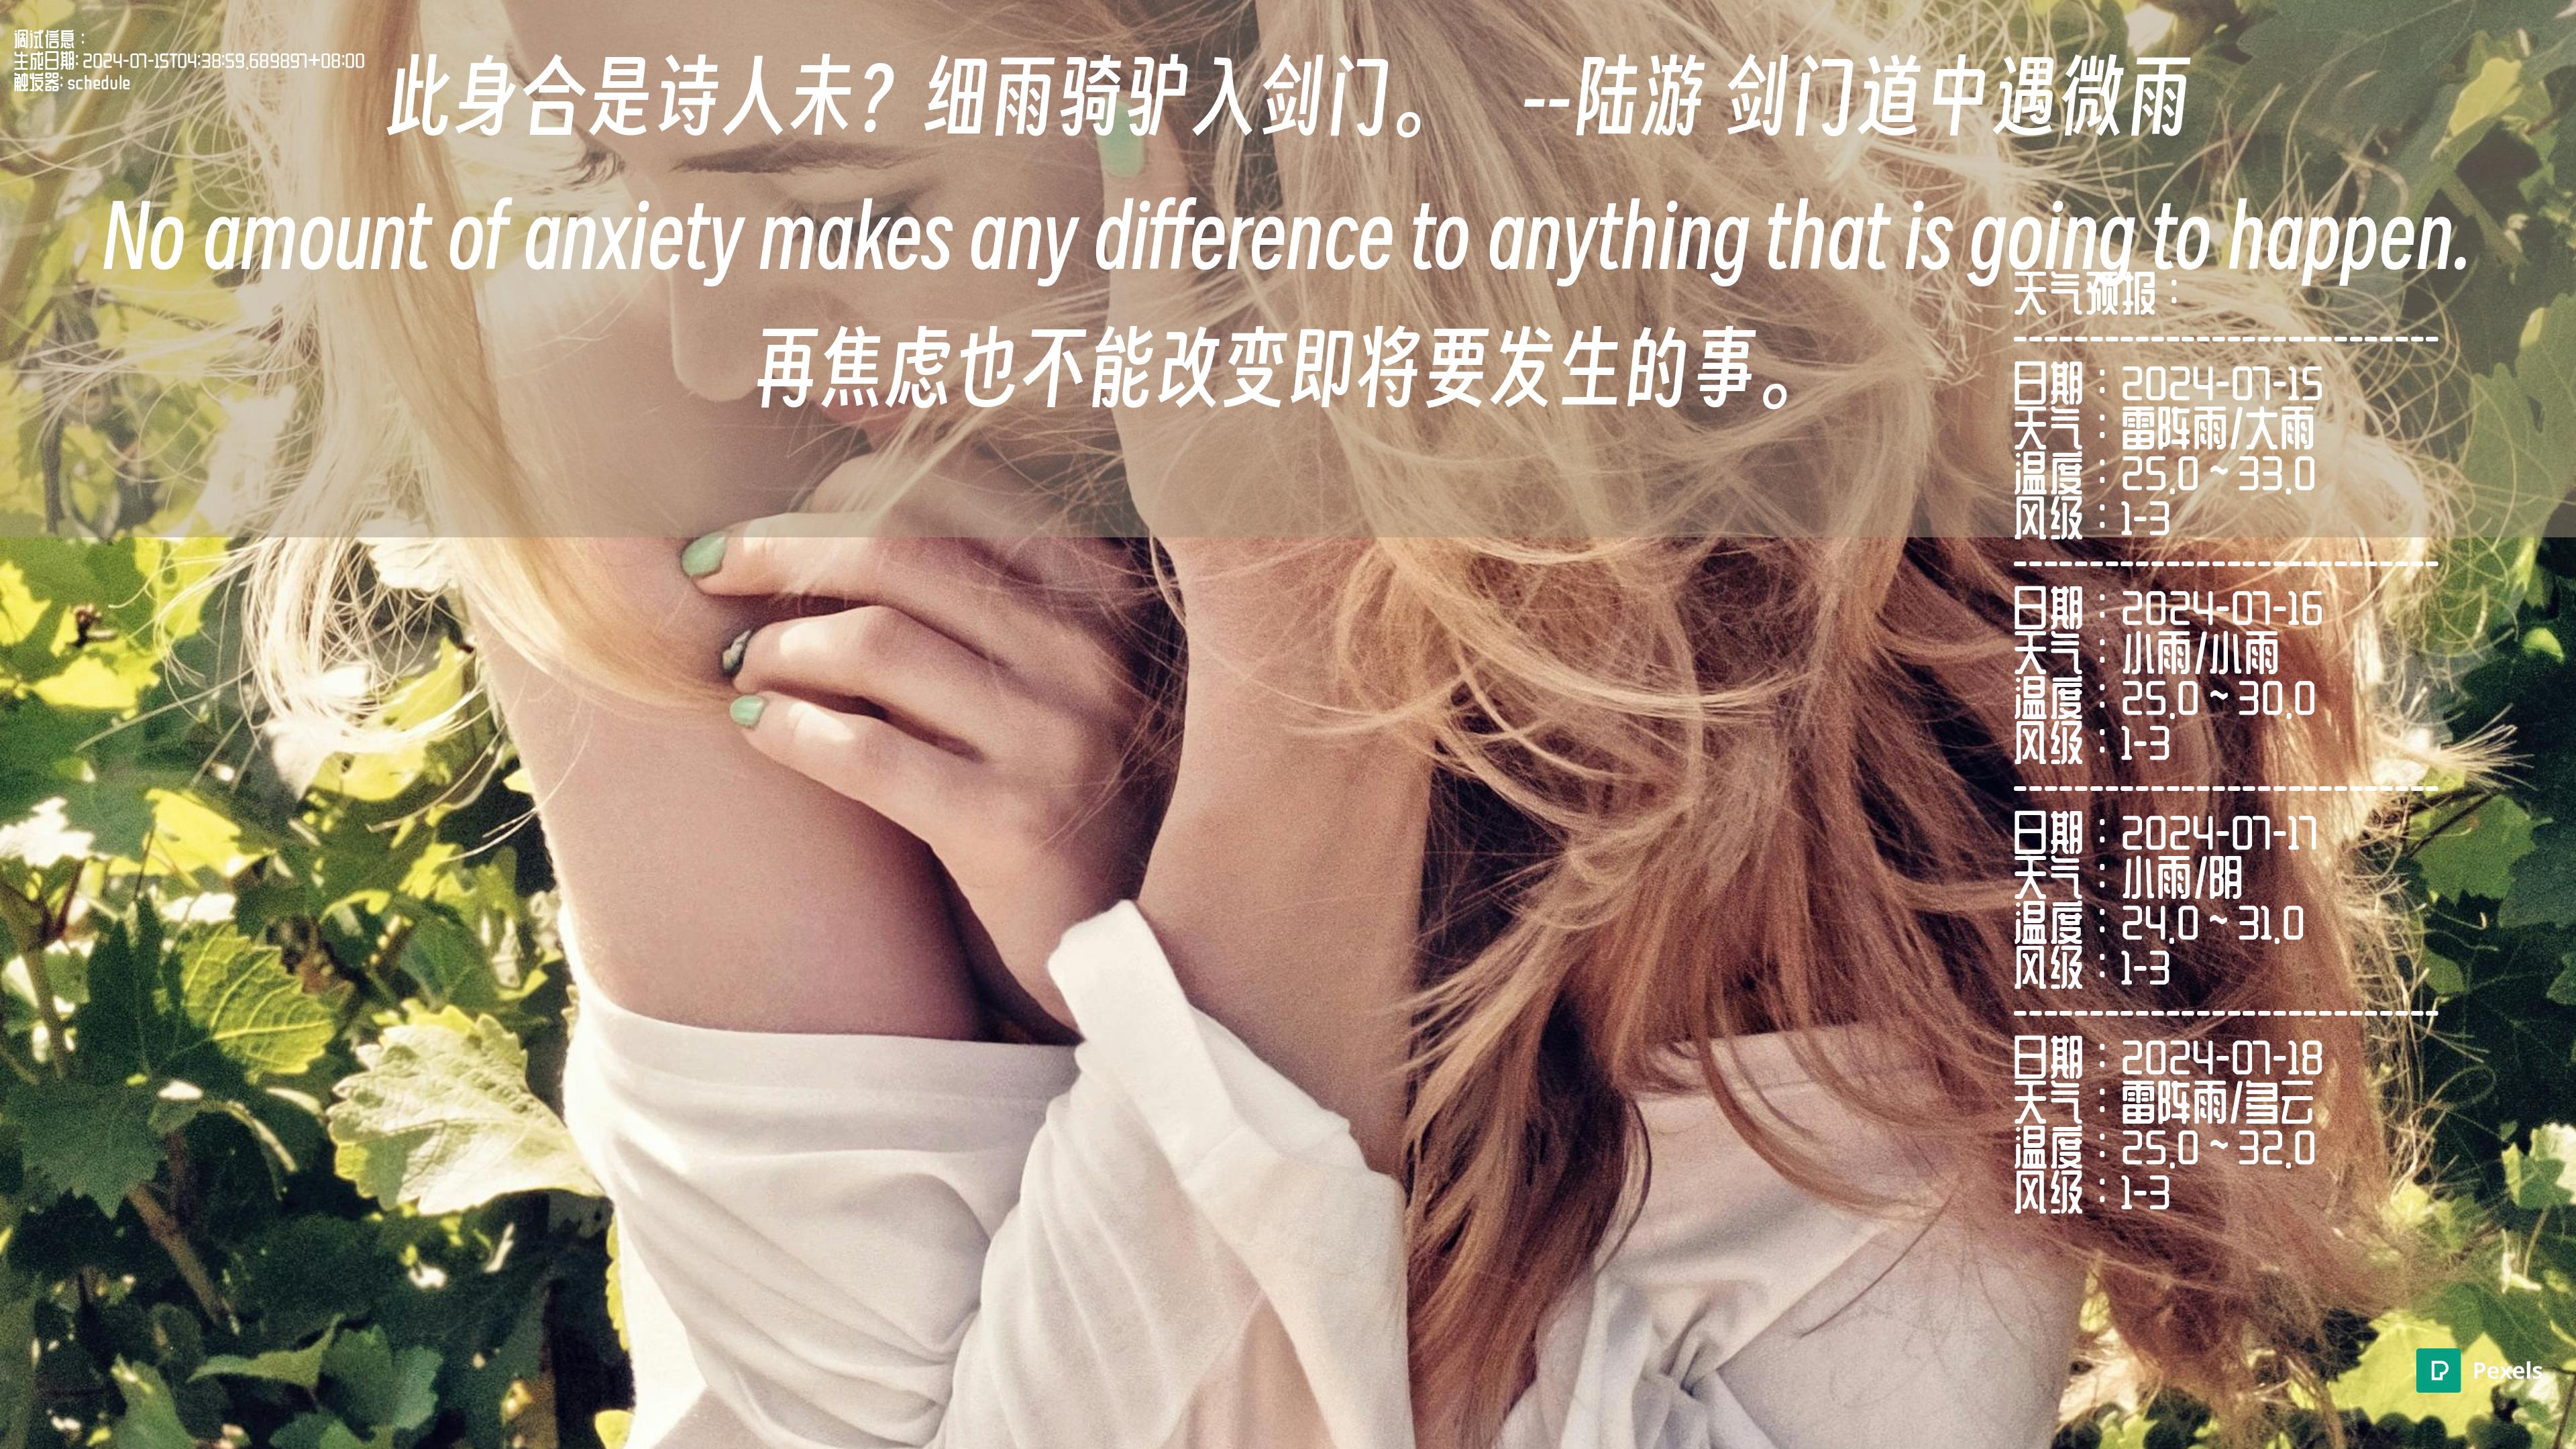 调试信息：
生成日期: 2024-07-15T04:38:59.689897+08:00
触发器: schedule
此身合是诗人未？细雨骑驴入剑门。 --陆游 剑门道中遇微雨
No amount of anxiety makes any difference to anything that is going to happen.
再焦虑也不能改变即将要发生的事。
天气预报：
----------------------------
日期：2024-07-15
天气：雷阵雨/大雨
温度：25.0 ~ 33.0
风级：1-3
----------------------------
日期：2024-07-16
天气：小雨/小雨
温度：25.0 ~ 30.0
风级：1-3
----------------------------
日期：2024-07-17
天气：小雨/阴
温度：24.0 ~ 31.0
风级：1-3
----------------------------
日期：2024-07-18
天气：雷阵雨/多云
温度：25.0 ~ 32.0
风级：1-3
Pexels